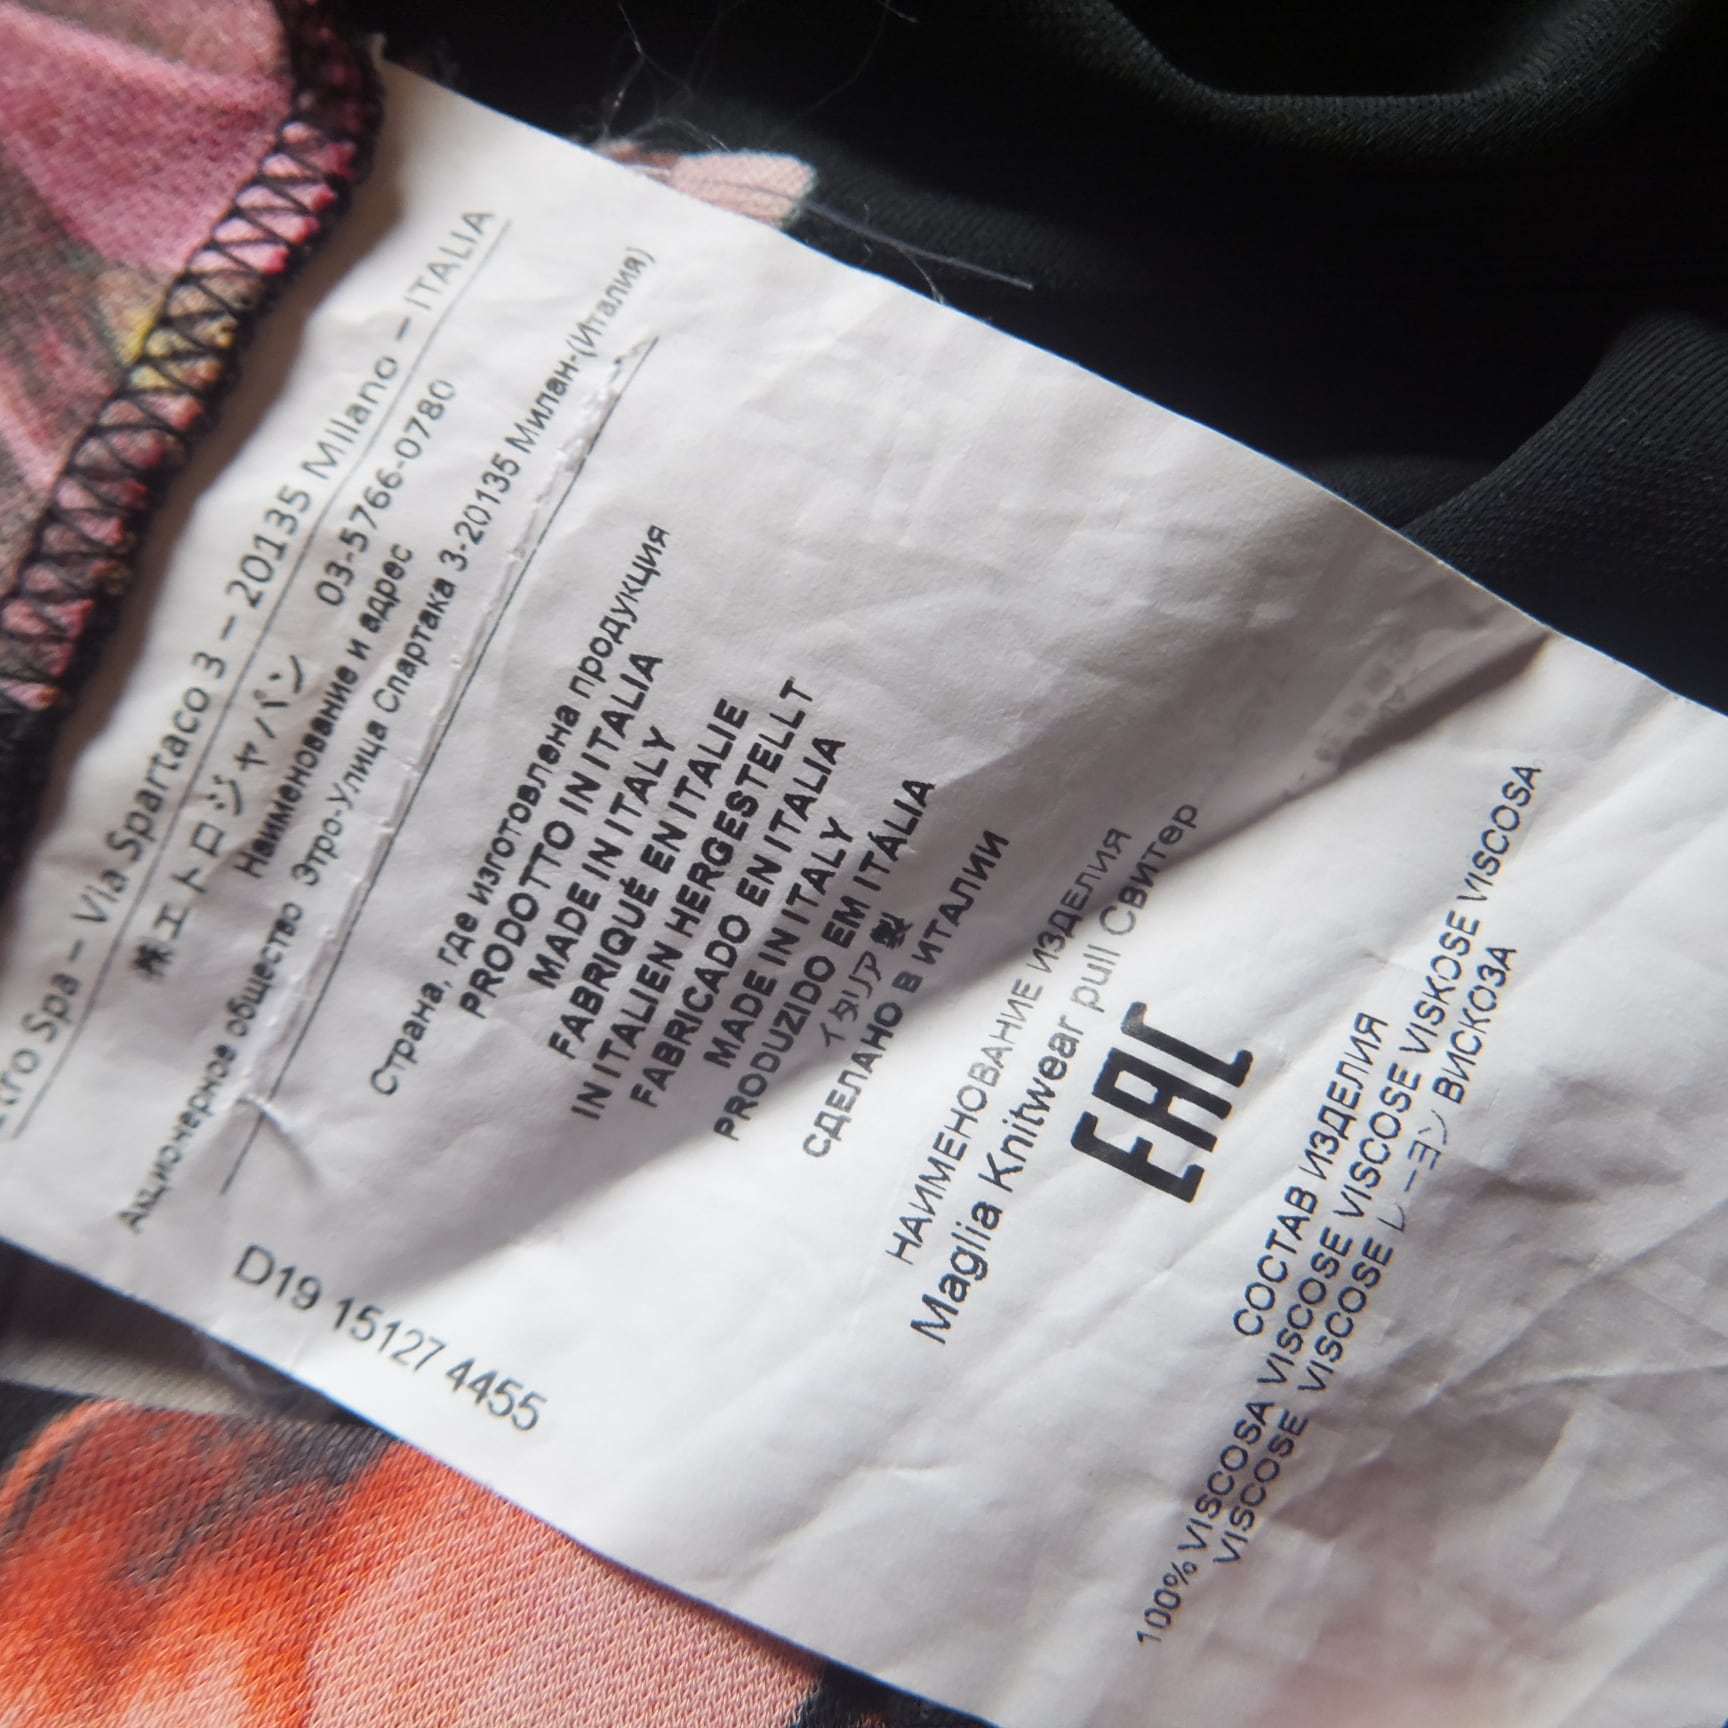 tro Spa – Via Spartaco 3 – 20135 Milano – ITALIA
㈱エトロジャパン 03-5766-0780
Наименование и адрес
Акционерное общество Этро-Улица Спартака 3-20135 Милан-(Италия)
Страна, где изготовлена продукция
PRODOTTO IN ITALIA
MADE IN ITALY
FABRIQUÉ EN ITALIE
IN ITALIEN HERGESTELLT
FABRICADO EN ITALIA
MADE IN ITALY
PRODUZIDO EM ITÁLIA
イタリア製
СДЕЛАНО В ИТАЛИИ
D19 15127 4455
НАИМЕНОВАНИЕ ИЗДЕЛИЯ
Maglia Knitwear pull Свитер
EAC
СОСТАВ ИЗДЕЛИЯ
100% VISCOSA VISCOSE VISCOSE VISKOSE VISCOSA
VISCOSE VISCOSE レーヨン ВИСКОЗА